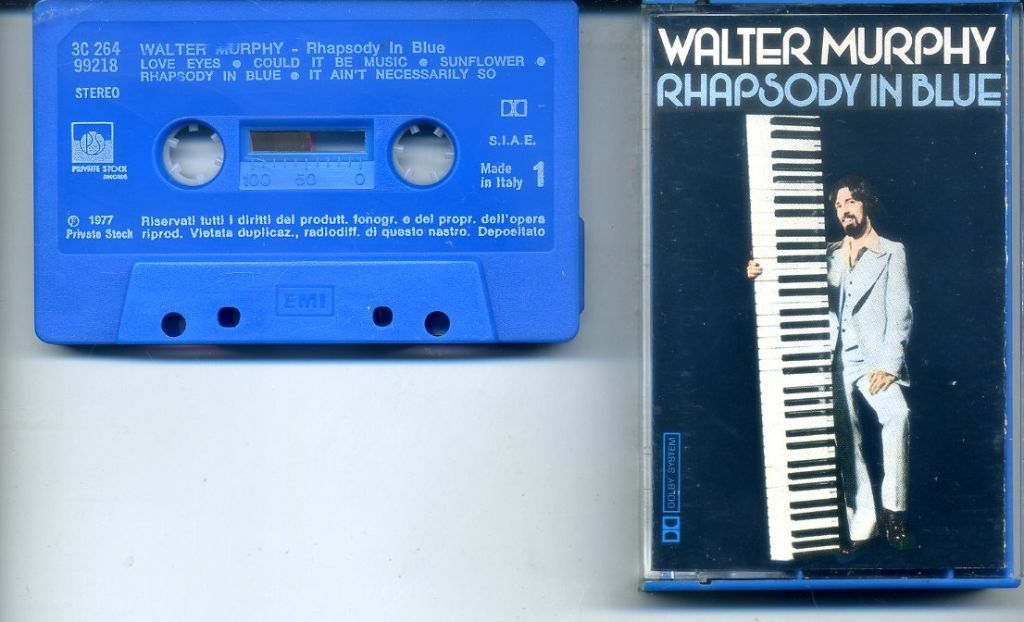 3C 264
99218
STEREO
WALTER MURPHY - Rhapsody In Blue
LOVE EYES ● COULD IT BE MUSIC ● SUNFLOWER ●
RHAPSODY IN BLUE ● IT AIN'T NECESSARILY SO
S.I.A.E.
PS
PRIVATE STOCK
RECORDS
100 50 0
Made
in Italy
1
Ⓟ 1977
Private Stock
Riservati tutti i diritti del produtt. fonogr. e del propr. dell'opera
riprod. Vietata duplicaz., radiodiff. di questo nastro. Depositato
EMI
WALTER MURPHY
RHAPSODY IN BLUE
DOLBY SYSTEM